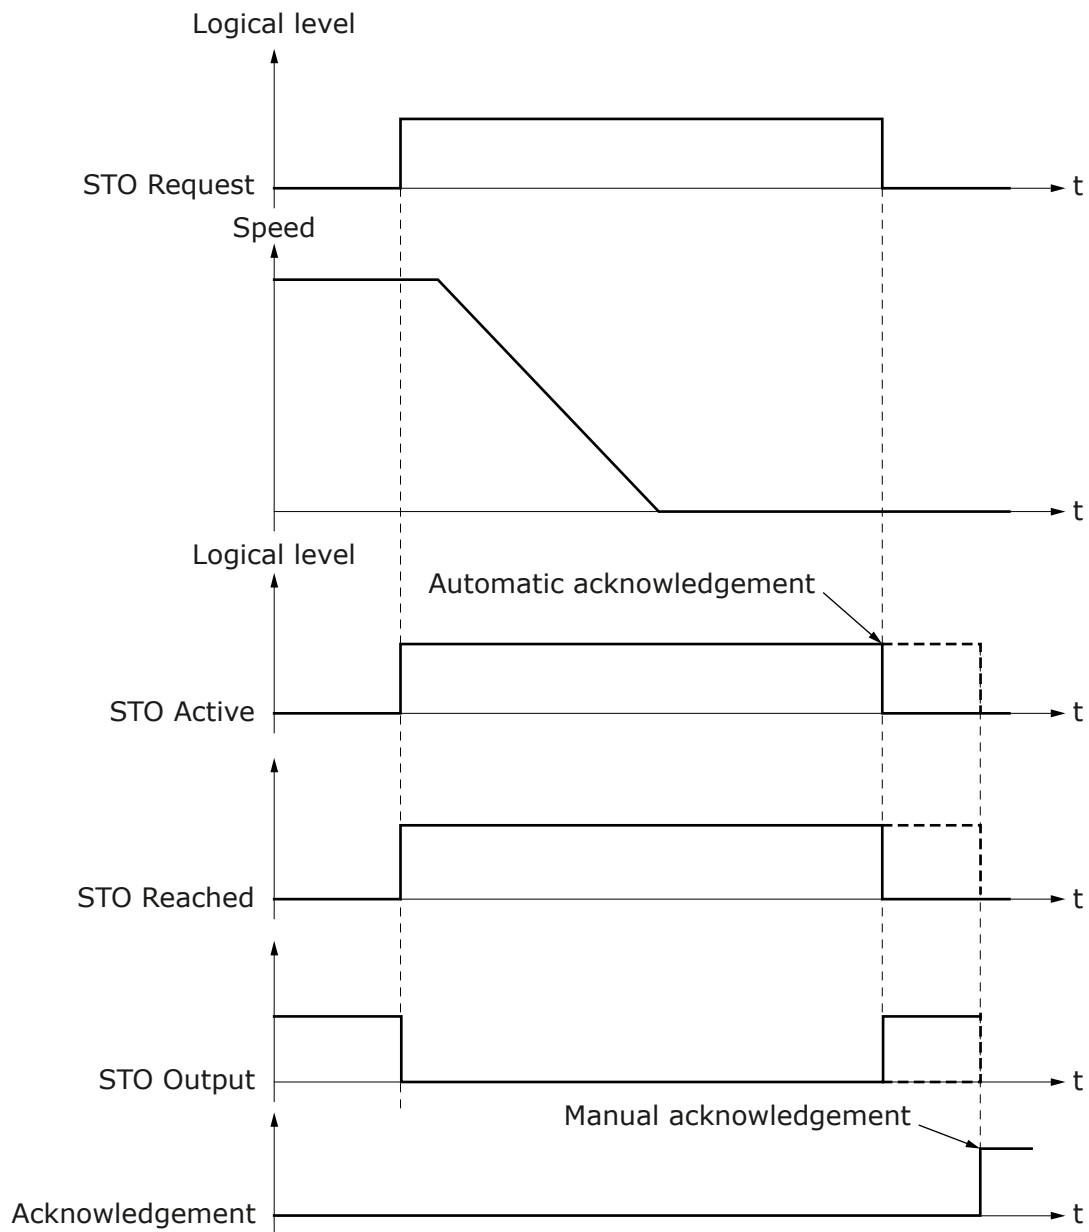 Logical level
STO Request
t
Speed
t
Logical level
Automatic acknowledgement
STO Active
t
STO Reached
t
STO Output
t
Manual acknowledgement
Acknowledgement
t